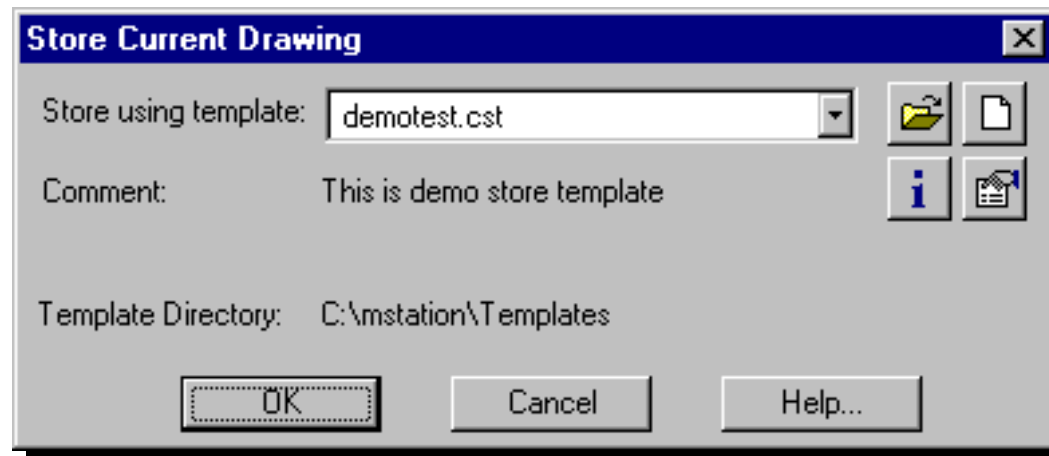 Store Current Drawing
Store using template: demotest.cst
Comment: This is demo store template
Template Directory: C:\mstation\Templates
OK Cancel Help...